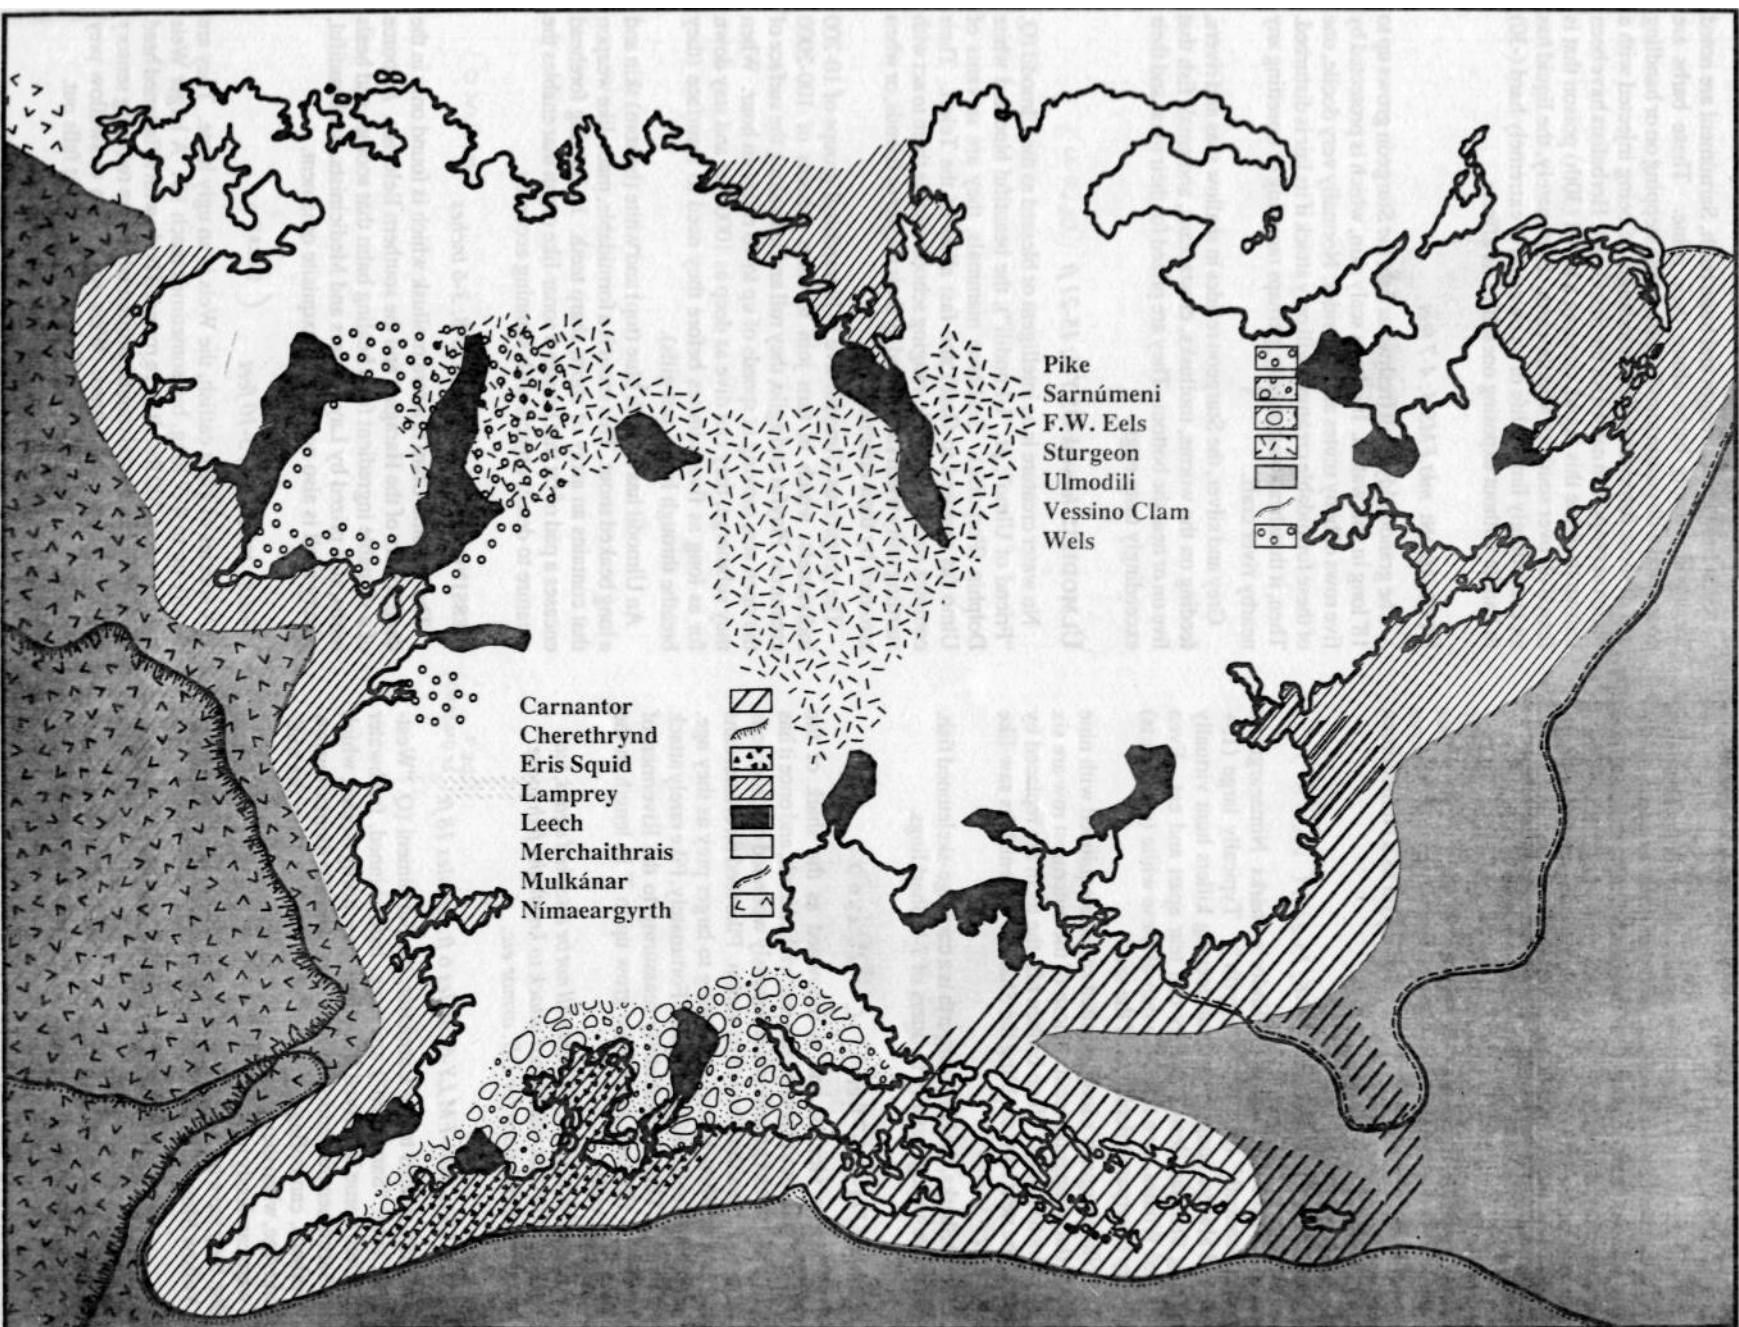 Pike
Sarnúmeni
F.W. Eels
Sturgeon
Ulmodili
Vessino Clam
Wels
Carnantor
Cherethrynd
Eris Squid
Lamprey
Leech
Merchaithrais
Mulkánar
Nímaeargyrth